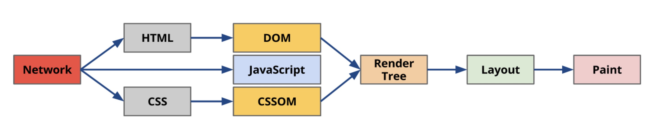 HTML
DOM
Network
JavaScript
Render
Tree
Layout
Paint
CSS
CSSOM